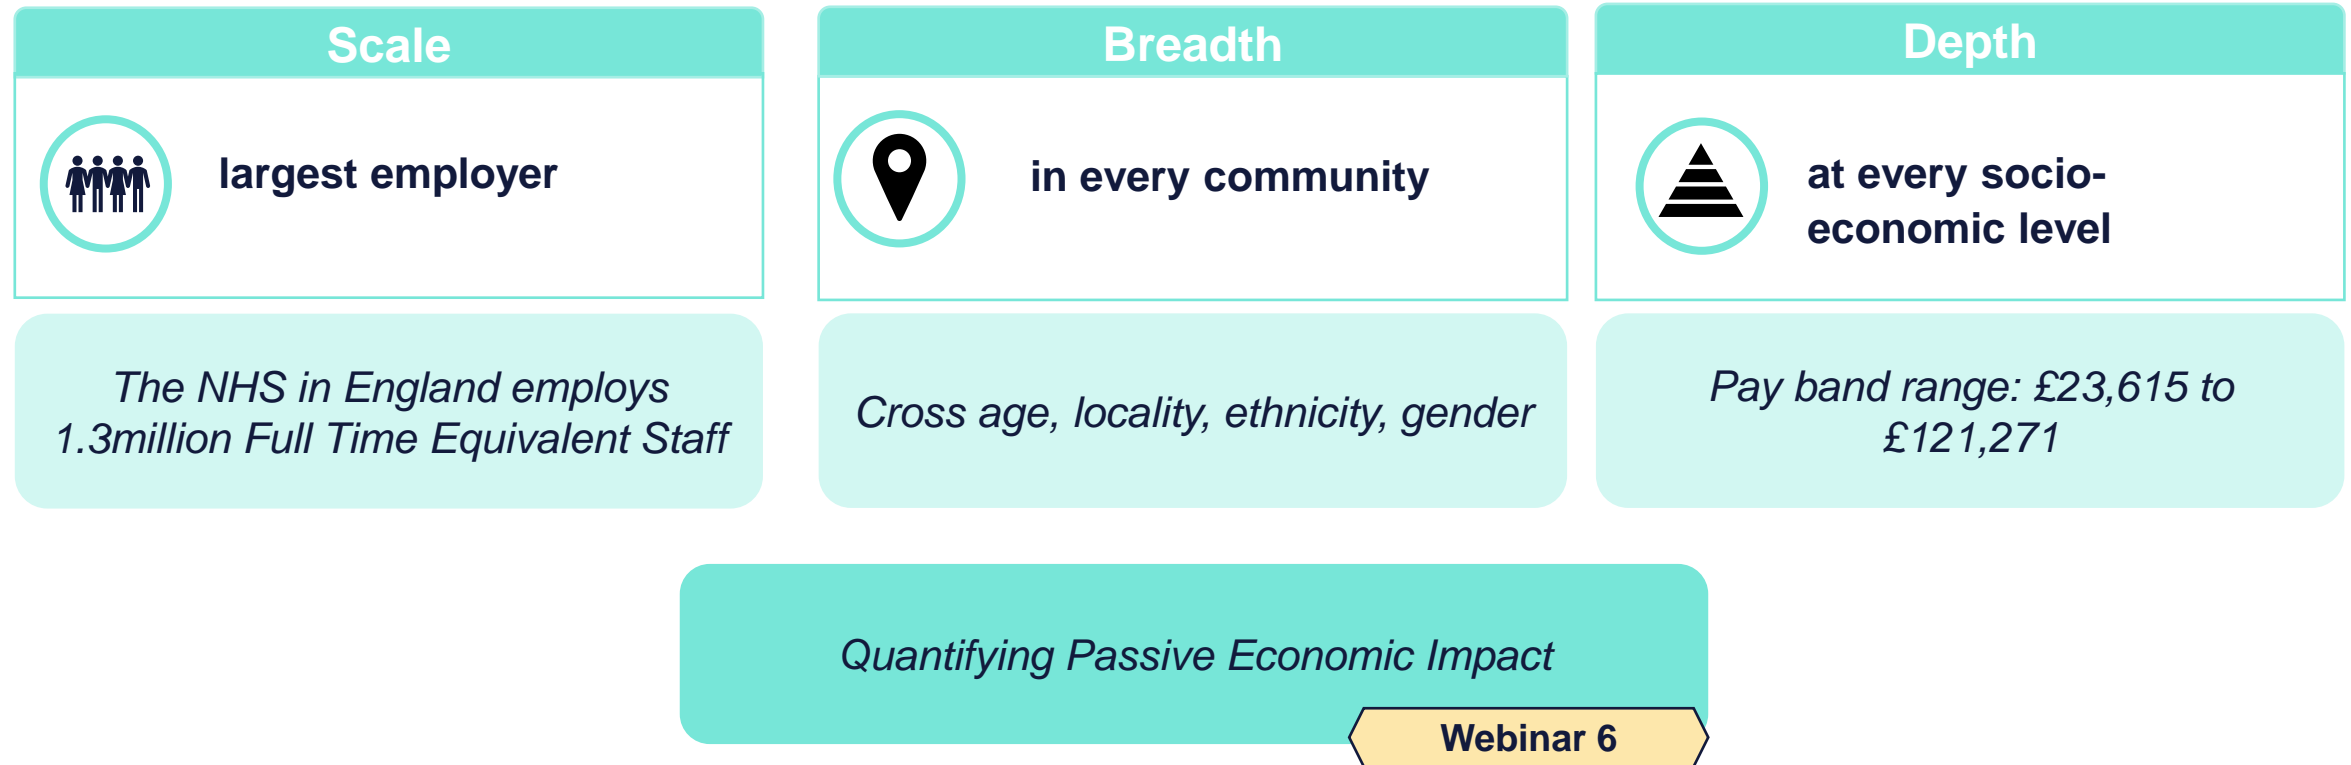 Scale
largest employer
The NHS in England employs
1.3million Full Time Equivalent Staff
Breadth
in every community
Cross age, locality, ethnicity, gender
Depth
at every socio-
economic level
Pay band range: £23,615 to
£121,271
Quantifying Passive Economic Impact
Webinar 6